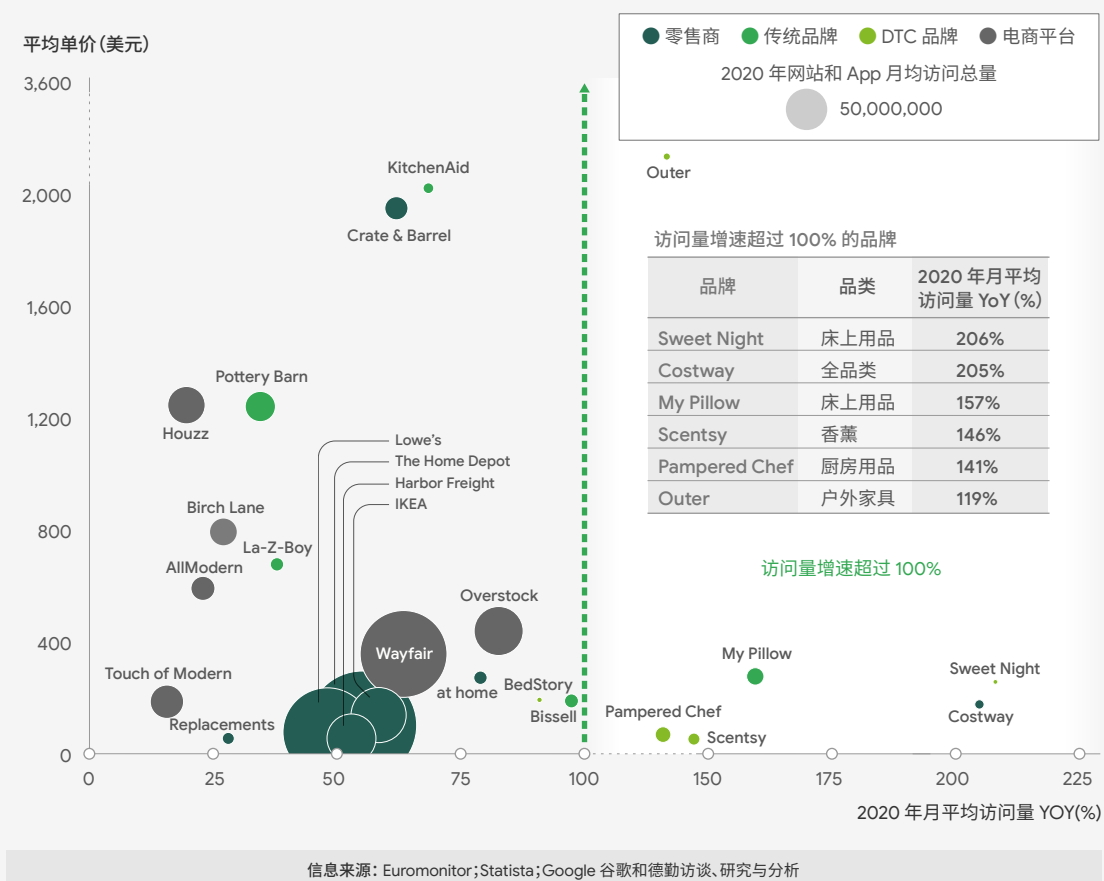 平均单价(美元)
零售商 传统品牌 DTC 品牌 电商平台
2020 年网站和 App 月均访问总量
50,000,000
3,600
2,000
1,600
1,200
800
400
0
KitchenAid
Crate & Barrel
Outer
Pottery Barn
Houzz
Lowe's
The Home Depot
Harbor Freight
IKEA
Birch Lane
La-Z-Boy
AllModern
Overstock
Wayfair
Touch of Modern
Replacements
at home
BedStory
Bissell
访问量增速超过 100% 的品牌
品牌 品类 2020 年月平均
访问量 YoY (%)
Sweet Night 床上用品 206%
Costway 全品类 205%
My Pillow 床上用品 157%
Scentsy 香薰 146%
Pampered Chef 厨房用品 141%
Outer 户外家具 119%
访问量增速超过 100%
My Pillow
Sweet Night
Costway
Pampered Chef
Scentsy
0 25 50 75 100 150 175 200 225
2020 年月平均访问量 YOY(%)
信息来源: Euromonitor;Statista;Google 谷歌和德勤访谈、研究与分析